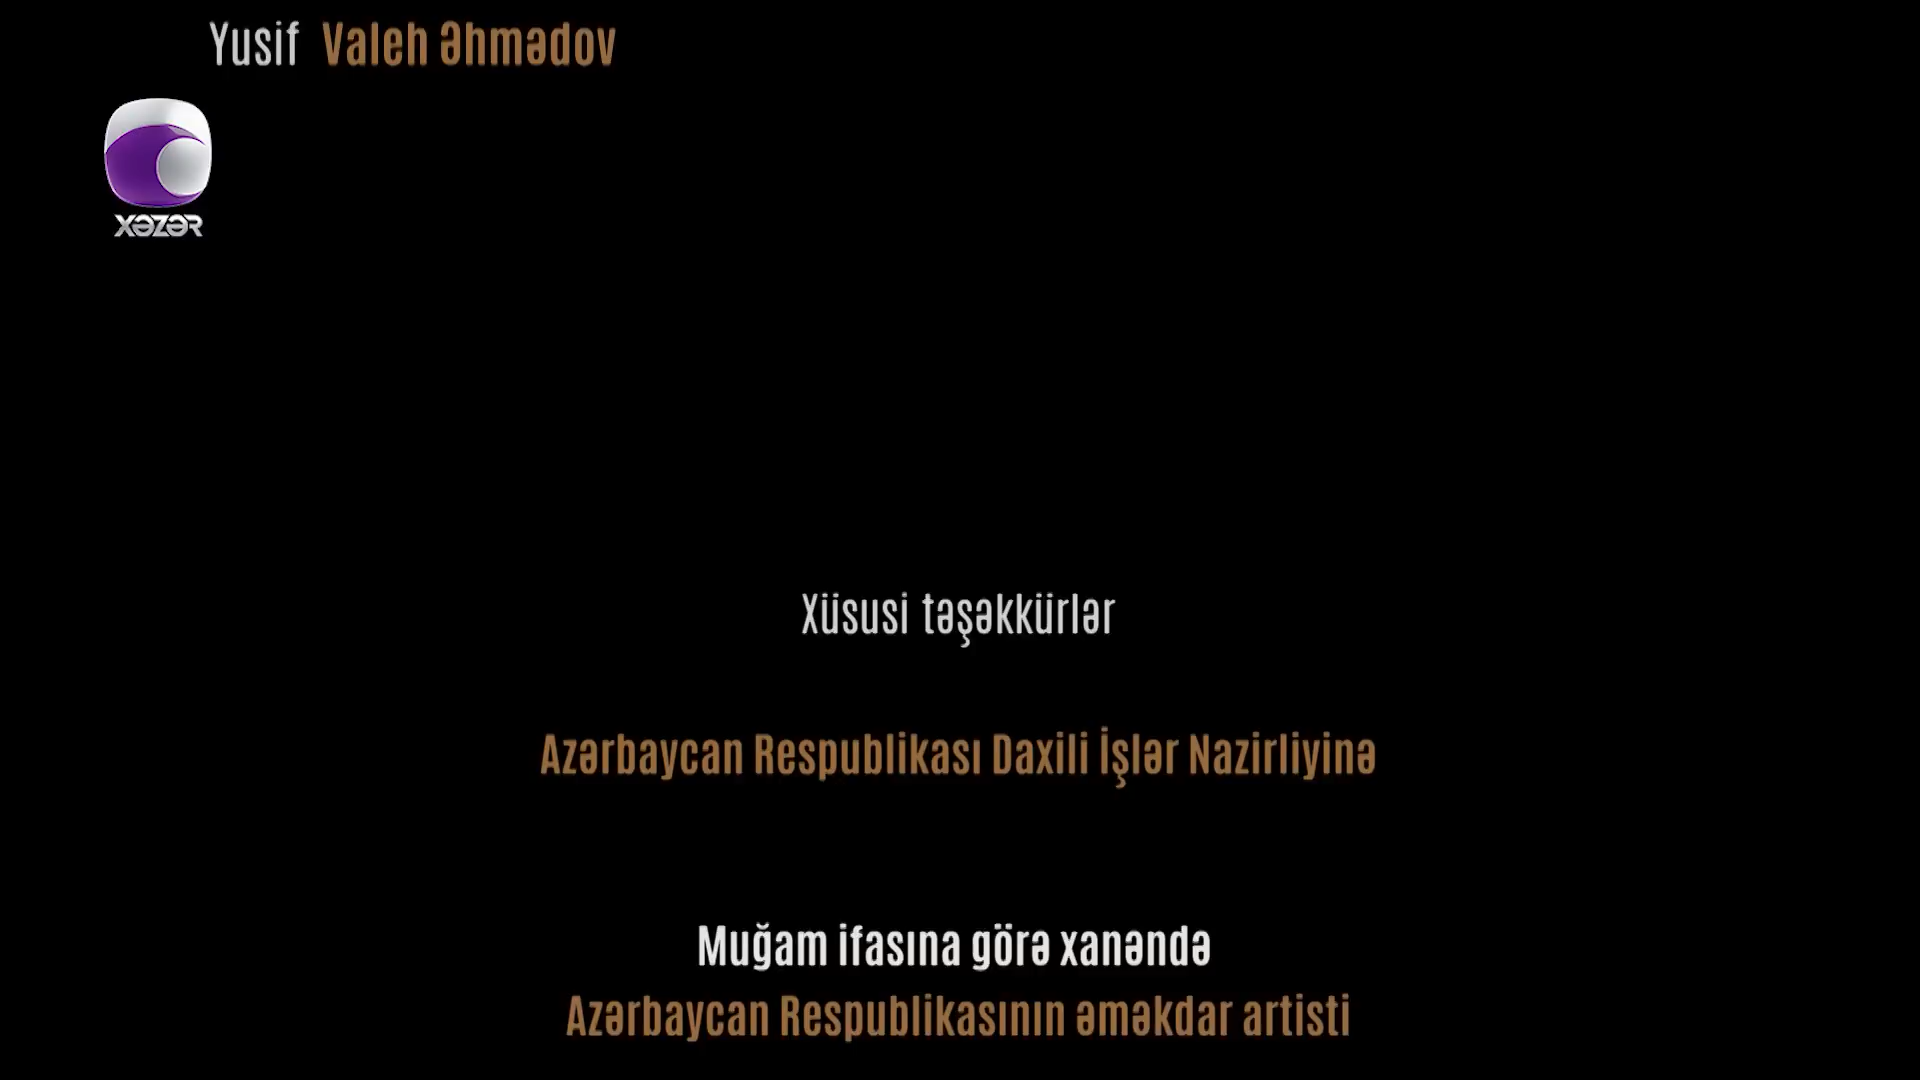 Yusif Valeh Əhmədov
XƏZƏR
Xüsusi təşəkkürlər
Azərbaycan Respublikası Daxili İşlər Nazirliyinə
Muğam ifasına görə xanəndə
Azərbaycan Respublikasının əməkdar artisti